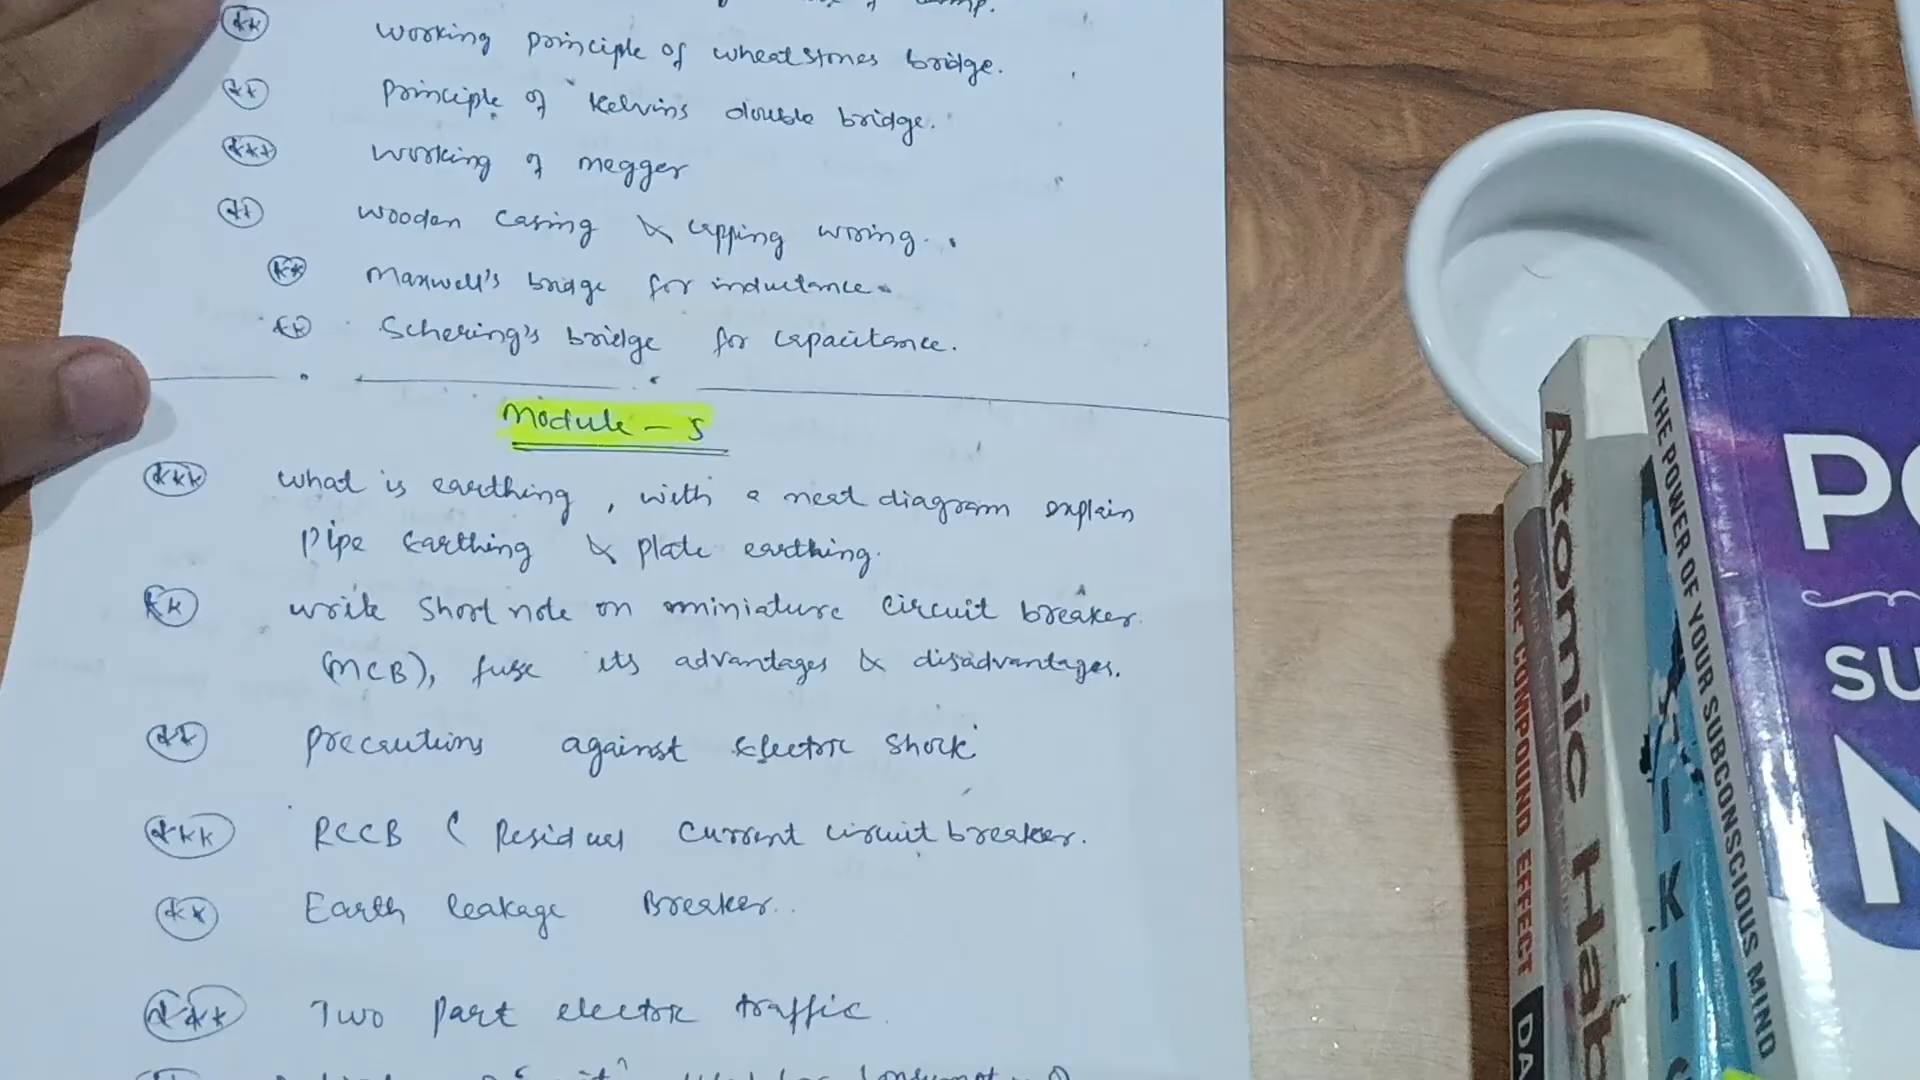 ** working principle of wheatstones bridge.
** principle of Kelvins double bridge.
*** working of megger
** wooden casing & capping wiring.
** Maxwell's bridge for inductance.
** Schering's bridge for capacitance.
Module - 5
*** what is earthing, with a neat diagram explain
pipe earthing & plate earthing.
** write short note on miniature circuit breaker.
(MCB), fuse its advantages & disadvantages.
** precautions against Electric shock
*** RCCB ( Residual current circuit breaker.
** Earth leakage Breaker..
*** Two part electric traffic.
Atomic Hab
THE COMPOUND EFFECT
DA
IKIG
THE POWER OF YOUR SUBCONSCIOUS MIND
PO
SU
M